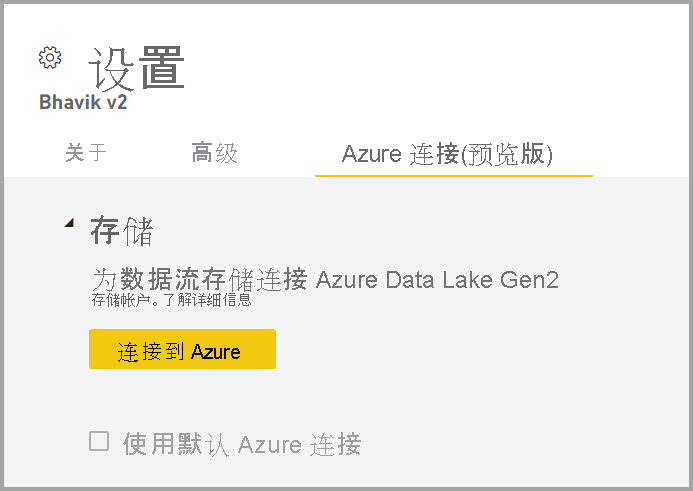 设置
Bhavik v2
关于 高级 Azure 连接(预览版)
存储
为数据流存储连接 Azure Data Lake Gen2
存储帐户。了解详细信息
连接到 Azure
使用默认 Azure 连接